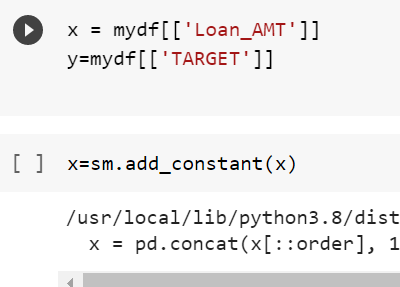 x = mydf[['Loan_AMT']]
y=mydf[['TARGET']]
[ ] x=sm.add_constant(x)
/usr/local/lib/python3.8/dist
x = pd.concat(x[::order], 1